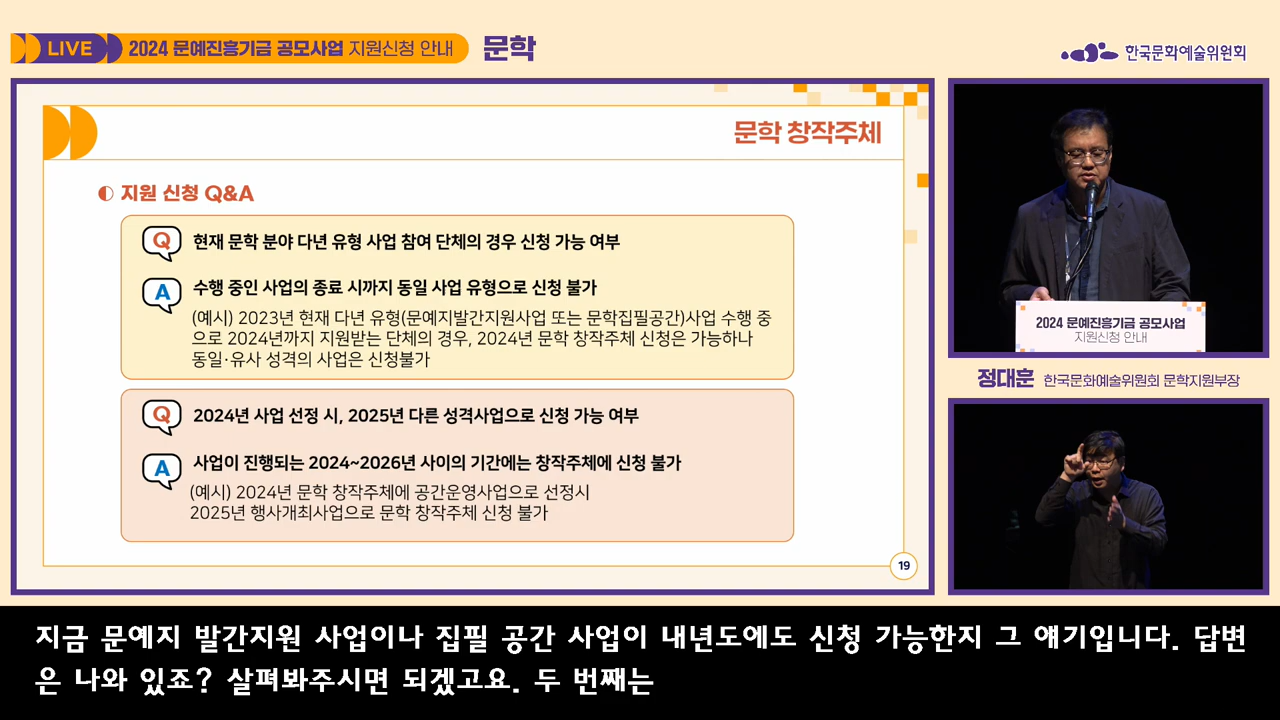 LIVE 2024 문예진흥기금 공모사업 지원신청 안내 문학
한국문화예술위원회
문학 창작주체
지원 신청 Q&A
Q 현재 문학 분야 다년 유형 사업 참여 단체의 경우 신청 가능 여부
A 수행 중인 사업의 종료 시까지 동일 사업 유형으로 신청 불가
(예시) 2023년 현재 다년 유형(문예지발간지원사업 또는 문학집필공간)사업 수행 중
으로 2024년까지 지원받는 단체의 경우, 2024년 문학 창작주체 신청은 가능하나
동일·유사 성격의 사업은 신청불가
Q 2024년 사업 선정 시, 2025년 다른 성격사업으로 신청 가능 여부
A 사업이 진행되는 2024~2026년 사이의 기간에는 창작주체에 신청 불가
(예시) 2024년 문학 창작주체에 공간운영사업으로 선정시
2025년 행사개최사업으로 문학 창작주체 신청 불가
19
2024 문예진흥기금 공모사업
지원신청 안내
정대훈 한국문화예술위원회 문학지원부장
지금 문예지 발간지원 사업이나 집필 공간 사업이 내년도에도 신청 가능한지 그 얘기입니다. 답변
은 나와 있죠? 살펴봐주시면 되겠고요. 두 번째는